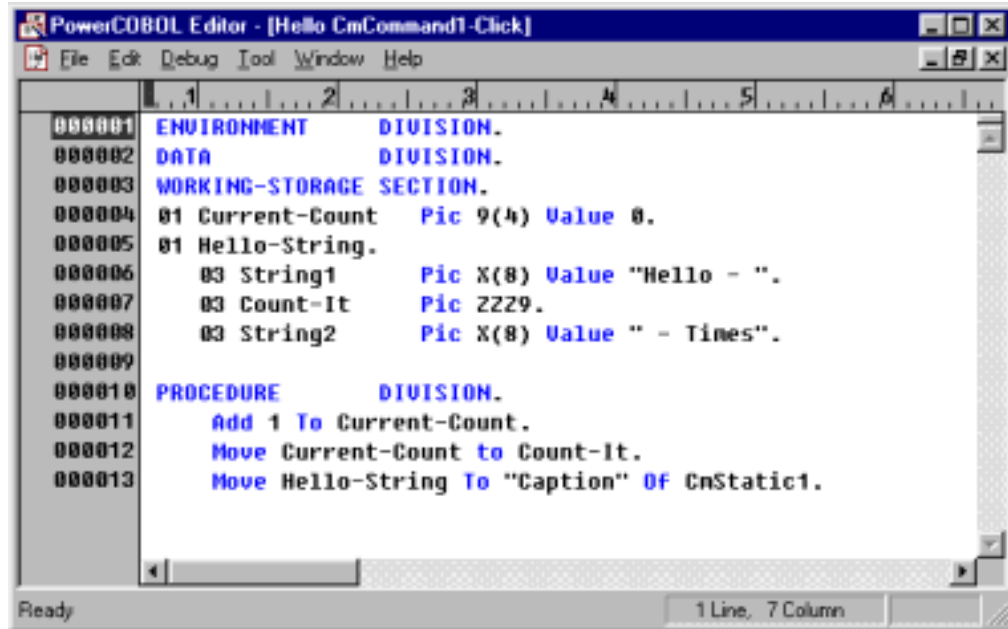 PowerCOBOL Editor - [Hello CmCommand1-Click]
File Edit Debug Tool Window Help
1 2 3 4 5 6
000001 ENVIRONMENT DIVISION.
000002 DATA DIVISION.
000003 WORKING-STORAGE SECTION.
000004 01 Current-Count Pic 9(4) Value 0.
000005 01 Hello-String.
000006 03 String1 Pic X(8) Value "Hello - ".
000007 03 Count-It Pic ZZZ9.
000008 03 String2 Pic X(8) Value " - Times".
000009
000010 PROCEDURE DIVISION.
000011 Add 1 To Current-Count.
000012 Move Current-Count to Count-It.
000013 Move Hello-String To "Caption" Of CmStatic1.
Ready 1 Line, 7 Column